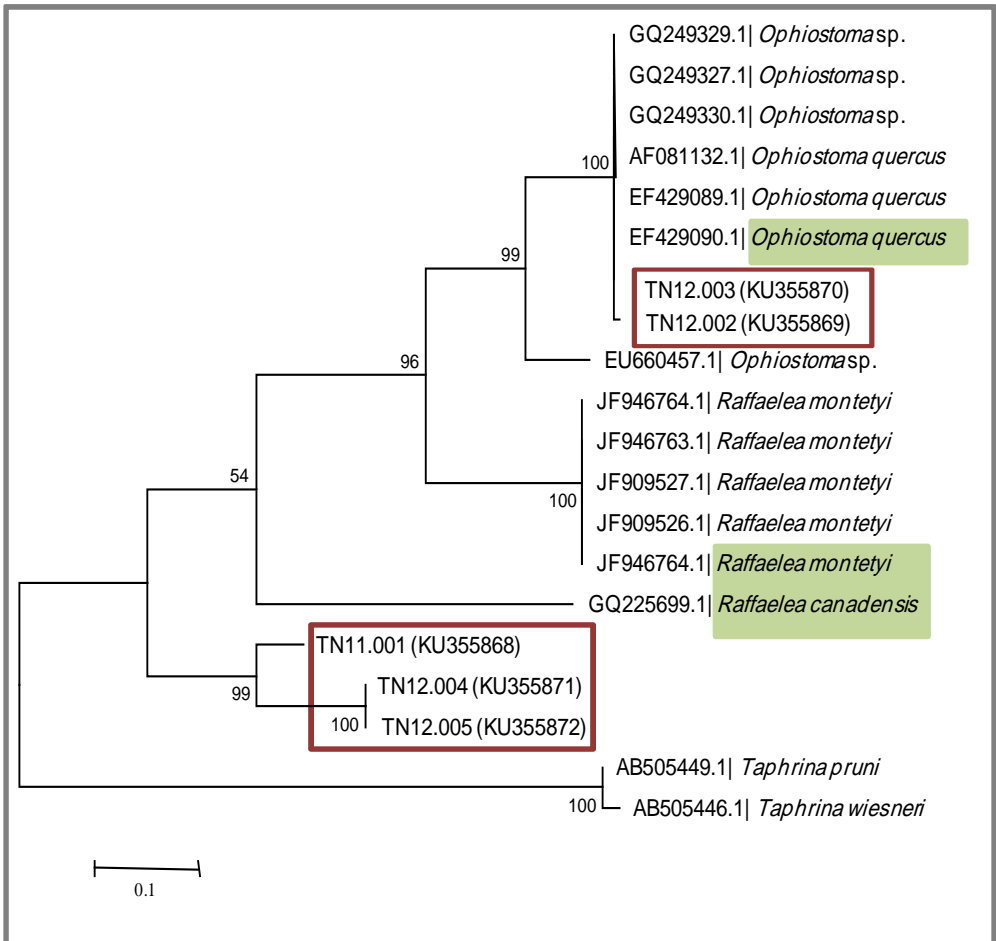 GQ249329.1| Ophiostoma sp.
GQ249327.1| Ophiostoma sp.
GQ249330.1| Ophiostoma sp.
100
AF081132.1| Ophiostoma quercus
EF429089.1| Ophiostoma quercus
EF429090.1| Ophiostoma quercus
99
TN12.003 (KU355870)
TN12.002 (KU355869)
96
EU660457.1| Ophiostoma sp.
JF946764.1| Raffaelea montetyi
JF946763.1| Raffaelea montetyi
54
JF909527.1| Raffaelea montetyi
100
JF909526.1| Raffaelea montetyi
JF946764.1| Raffaelea montetyi
GQ225699.1| Raffaelea canadensis
TN11.001 (KU355868)
99
TN12.004 (KU355871)
100
TN12.005 (KU355872)
AB505449.1| Taphrina pruni
100
AB505446.1| Taphrina wiesneri
0.1